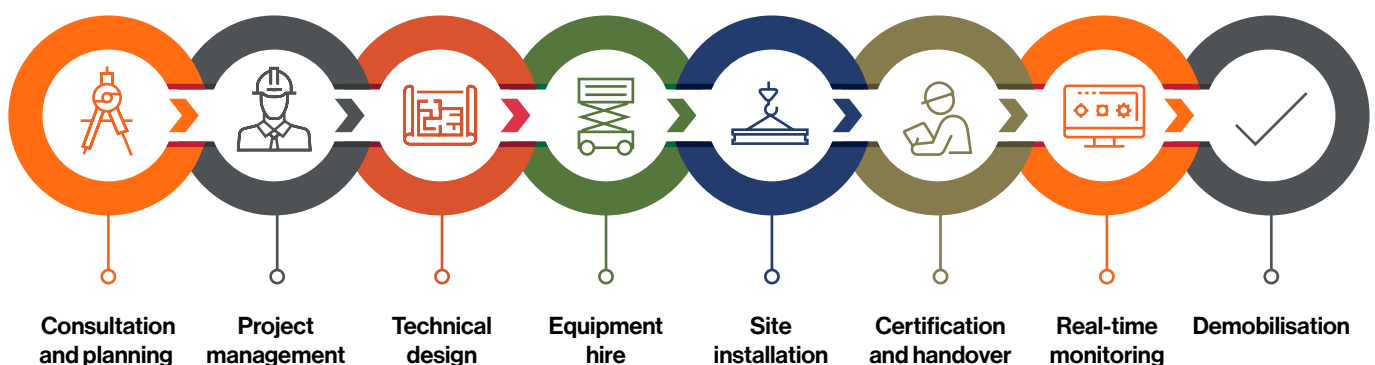 Consultation
and planning
Project
management
Technical
design
Equipment
hire
Site
installation
Certification
and handover
Real-time
monitoring
Demobilisation